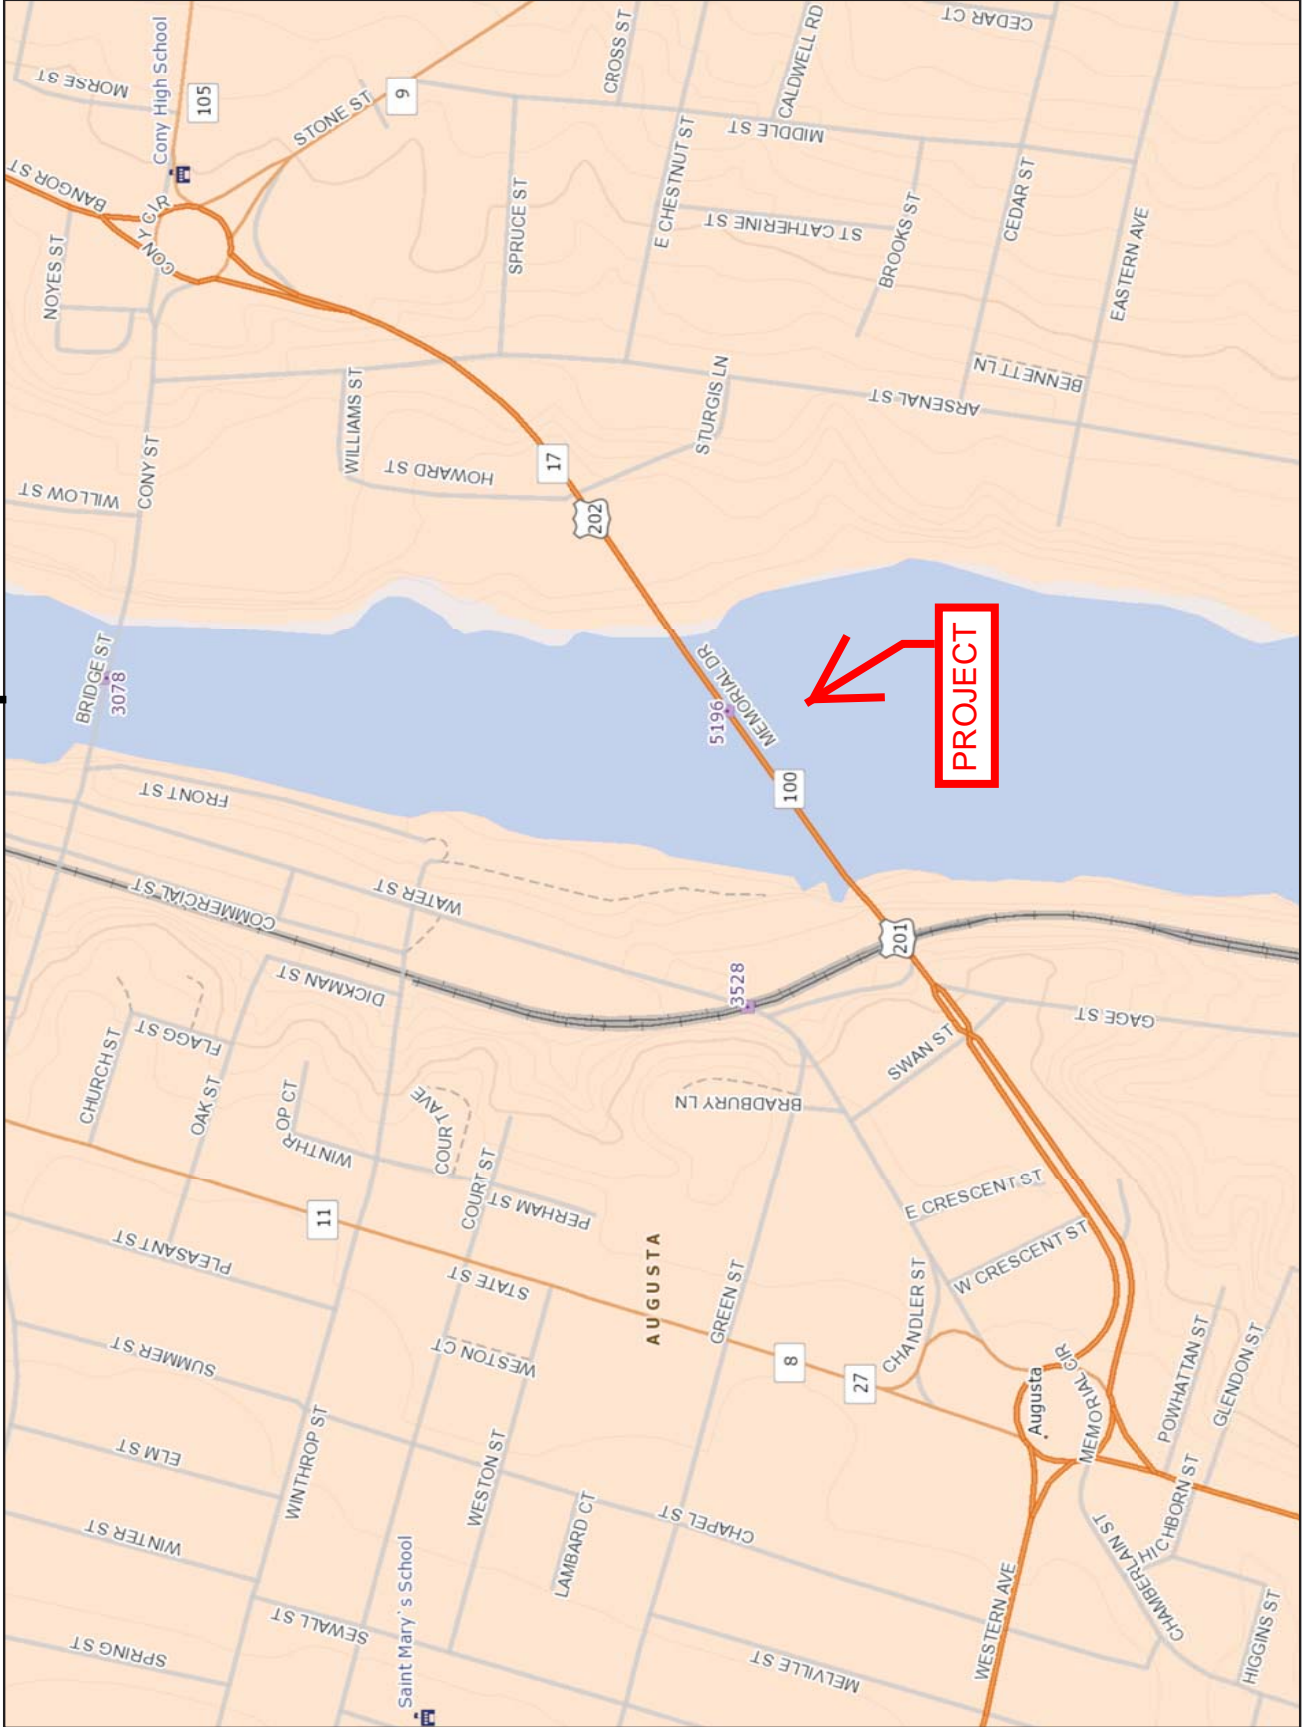 MORSE ST
Cony High School
105
STONE ST
9
CROSS ST
CALDWELL RD
CEDAR CT
BANGOR ST
CONY CIR
NOYES ST
SPRUCE ST
E CHESTNUT ST
MIDDLE ST
ST CATHERINE ST
BROOKS ST
CEDAR ST
EASTERN AVE
BENNETT LN
ARSENAL ST
STURGIS LN
WILLIAMS ST
HOWARD ST
17
202
WILLOW ST
CONY ST
BRIDGE ST
3078
5196
MEMORIAL DR
100
PROJECT
FRONT ST
COMMERCIAL ST
WATER ST
201
DICKMAN ST
3528
GAGE ST
SWAN ST
CHURCH ST
FLAGG ST
OAK ST
WINTHROP CT
COURT AVE
COURT ST
PERHAM ST
BRADBURY LN
E CRESCENT ST
W CRESCENT ST
11
PLEASANT ST
STATE ST
AUGUSTA
GREEN ST
CHANDLER ST
8
27
SUMMER ST
WESTON CT
Augusta
MEMORIAL CIR
POWHATTAN ST
GLENDON ST
ELM ST
WINTHROP ST
WESTON ST
LAMBARD CT
CHAPEL ST
HICHBORN ST
CHAMBERLAIN ST
WINTER ST
SEWALL ST
Saint Mary`s School
SPRING ST
MELVILLE ST
WESTERN AVE
HIGGINS ST